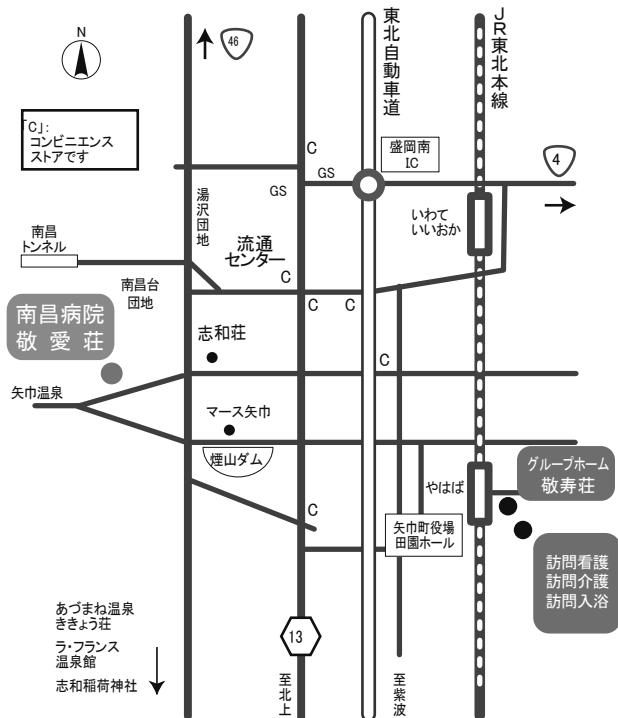 N
46
東北自動車道
JR東北本線
「C」:
コンビニエンス
ストアです
C
盛岡南
IC
4
GS
GS
湯沢団地
いわて
いいおか
南昌
トンネル
流通
センター
南昌台
団地
C
C
C
南昌病院
敬愛荘
志和荘
C
矢巾温泉
マース矢巾
煙山ダム
グループホーム
敬寿荘
やはば
C
矢巾町役場
田園ホール
訪問看護
訪問介護
訪問入浴
あづまね温泉
ききょう荘
ラ・フランス
温泉館
志和稲荷神社
13
至北上
至紫波